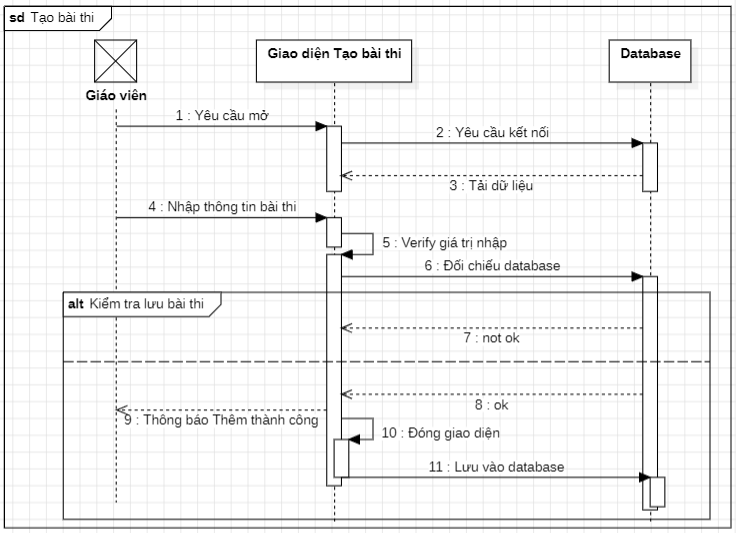 sd Tạo bài thi
Giao diện Tạo bài thi
Database
Giáo viên
1 : Yêu cầu mở
2 : Yêu cầu kết nối
3 : Tải dữ liệu
4 : Nhập thông tin bài thi
5 : Verify giá trị nhập
6 : Đối chiếu database
alt Kiểm tra lưu bài thi
7 : not ok
8 : ok
9 : Thông báo Thêm thành công
10 : Đóng giao diện
11 : Lưu vào database